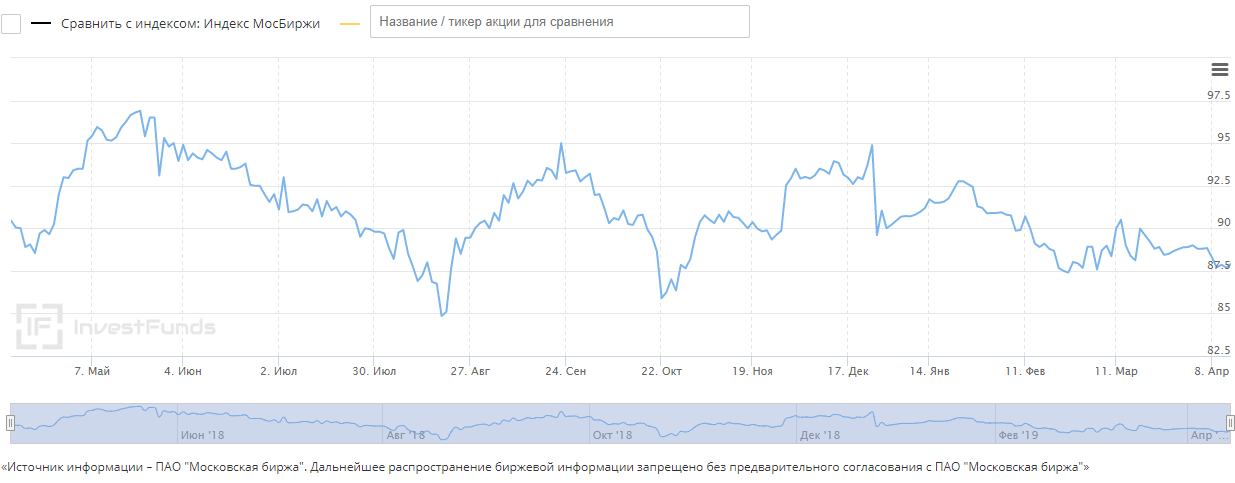 Сравнить с индексом: Индекс МосБиржи
Название / тикер акции для сравнения
97.5
95
92.5
90
87.5
85
82.5
InvestFunds
7. Май 4. Июн 2. Июл 30. Июл 27. Авг 24. Сен 22. Окт 19. Ноя 17. Дек 14. Янв 11. Фев 11. Мар 8. Апр
Июн '18 Авг '18 Окт '18 Дек '18 Фев '19 Апр '...
«Источник информации – ПАО "Московская биржа". Дальнейшее распространение биржевой информации запрещено без предварительного согласования с ПАО "Московская биржа"»